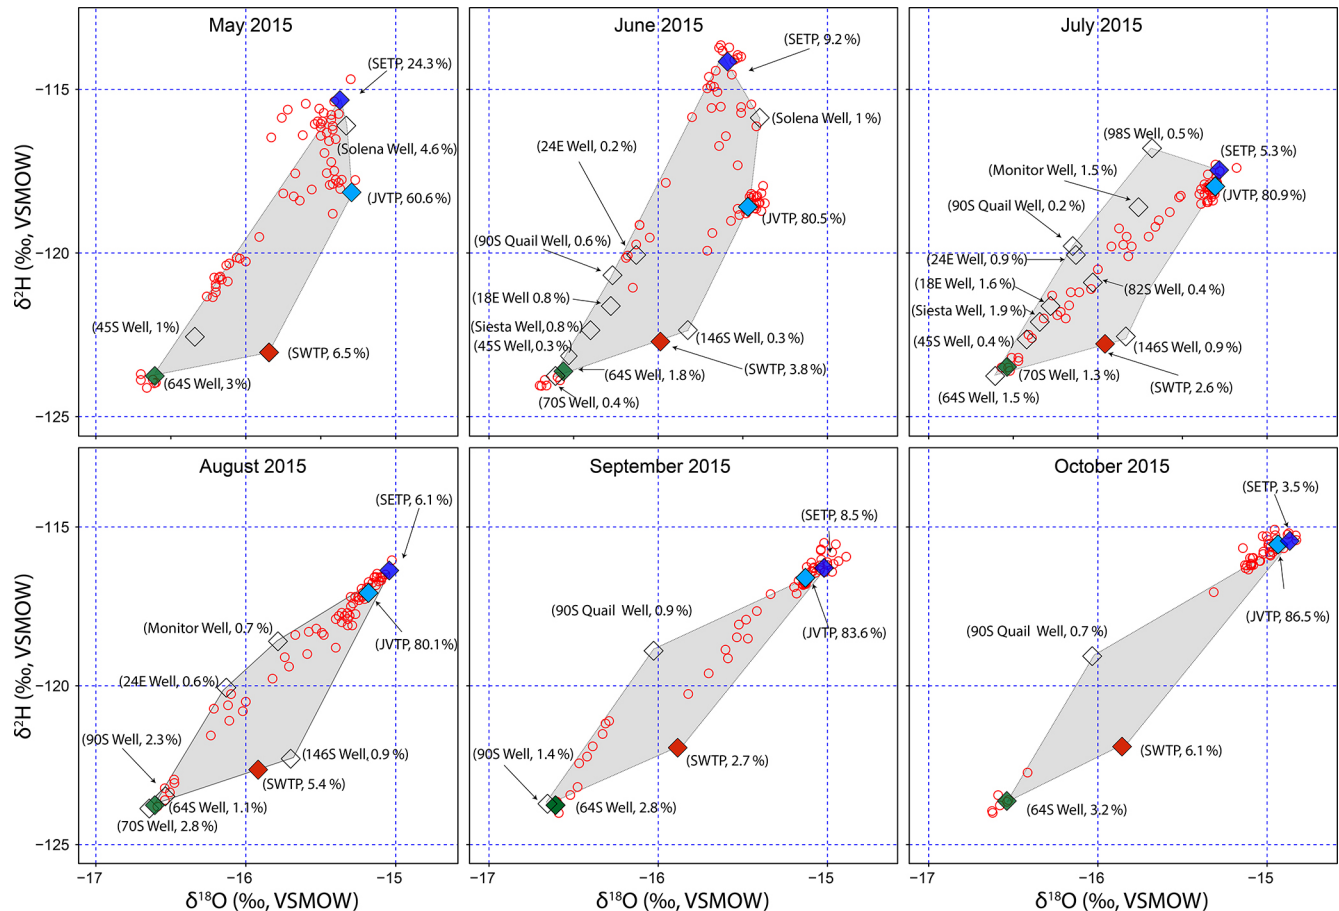 May 2015
(SETP, 24.3 %)
−115
(Solena Well, 4.6 %)
(JVTP, 60.6 %)
−120
δ²H (‰, VSMOW)
(45S Well, 1%)
(SWTP, 6.5 %)
(64S Well, 3 %)
−125
June 2015
(SETP, 9.2 %)
(Solena Well, 1 %)
(24E Well, 0.2 %)
(JVTP, 80.5 %)
(90S Quail Well, 0.6 %)
(18E Well 0.8 %)
(Siesta Well, 0.8 %)
(45S Well, 0.3 %)
(146S Well, 0.3 %)
(SWTP, 3.8 %)
(64S Well, 1.8 %)
(70S Well, 0.4 %)
July 2015
(98S Well, 0.5 %)
(SETP, 5.3 %)
(Monitor Well, 1.5 %)
(JVTP, 80.9 %)
(90S Quail Well, 0.2 %)
(24E Well, 0.9 %)
(18E Well, 1.6 %)
(82S Well, 0.4 %)
(Siesta Well, 1.9 %)
(45S Well, 0.4 %)
(146S Well, 0.9 %)
(70S Well, 1.3 %)
(SWTP, 2.6 %)
(64S Well, 1.5 %)
August 2015
(SETP, 6.1 %)
−115
(Monitor Well, 0.7 %)
(JVTP, 80.1 %)
(24E Well, 0.6 %)
−120
δ²H (‰, VSMOW)
(90S Well, 2.3 %)
(146S Well, 0.9 %)
(SWTP, 5.4 %)
(64S Well, 1.1 %)
(70S Well, 2.8 %)
−125
−17 −16 −15
δ¹⁸O (‰, VSMOW)
September 2015
(SETP, 8.5 %)
(90S Quail Well, 0.9 %)
(JVTP, 83.6 %)
(90S Well, 1.4 %)
(SWTP, 2.7 %)
(64S Well, 2.8 %)
−17 −16 −15
δ¹⁸O (‰, VSMOW)
October 2015
(SETP, 3.5 %)
(JVTP, 86.5 %)
(90S Quail Well, 0.7 %)
(SWTP, 6.1 %)
(64S Well, 3.2 %)
−17 −16 −15
δ¹⁸O (‰, VSMOW)